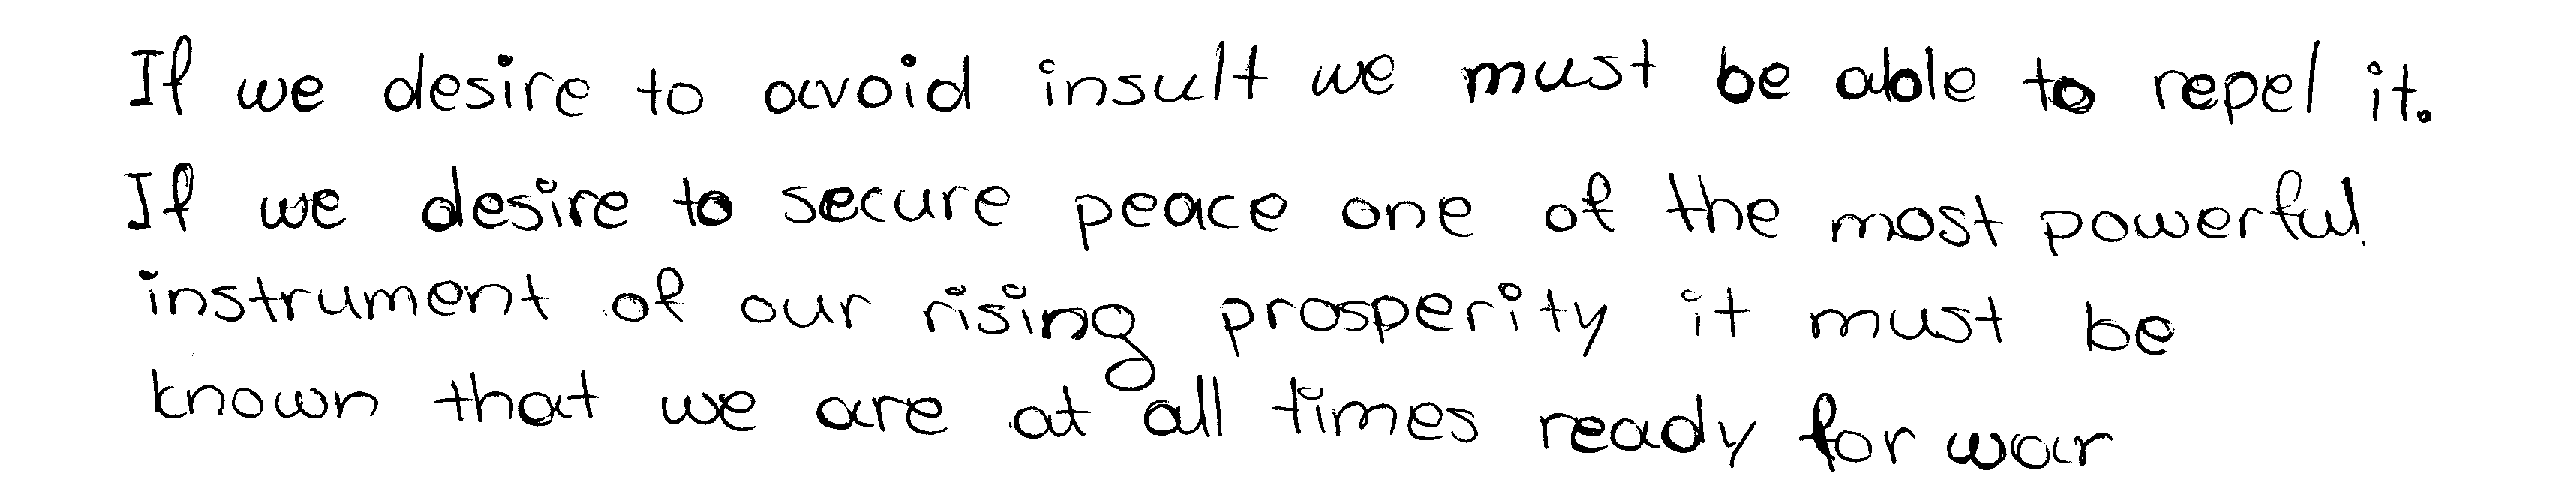 If we desire to avoid insult we must be able to repel it.
If we desire to secure peace one of the most powerful
instrument of our rising prosperity it must be
known that we are at all times ready for war